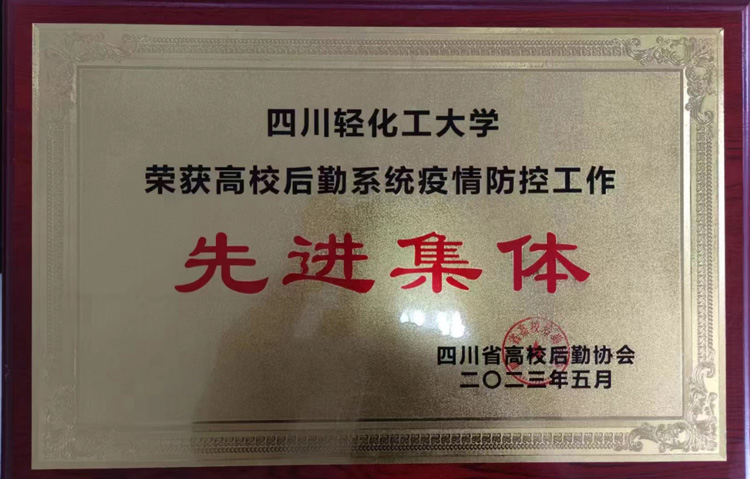 四川轻化工大学
荣获高校后勤系统疫情防控工作
先进集体
四川省高校后勤协会
二〇二三年五月